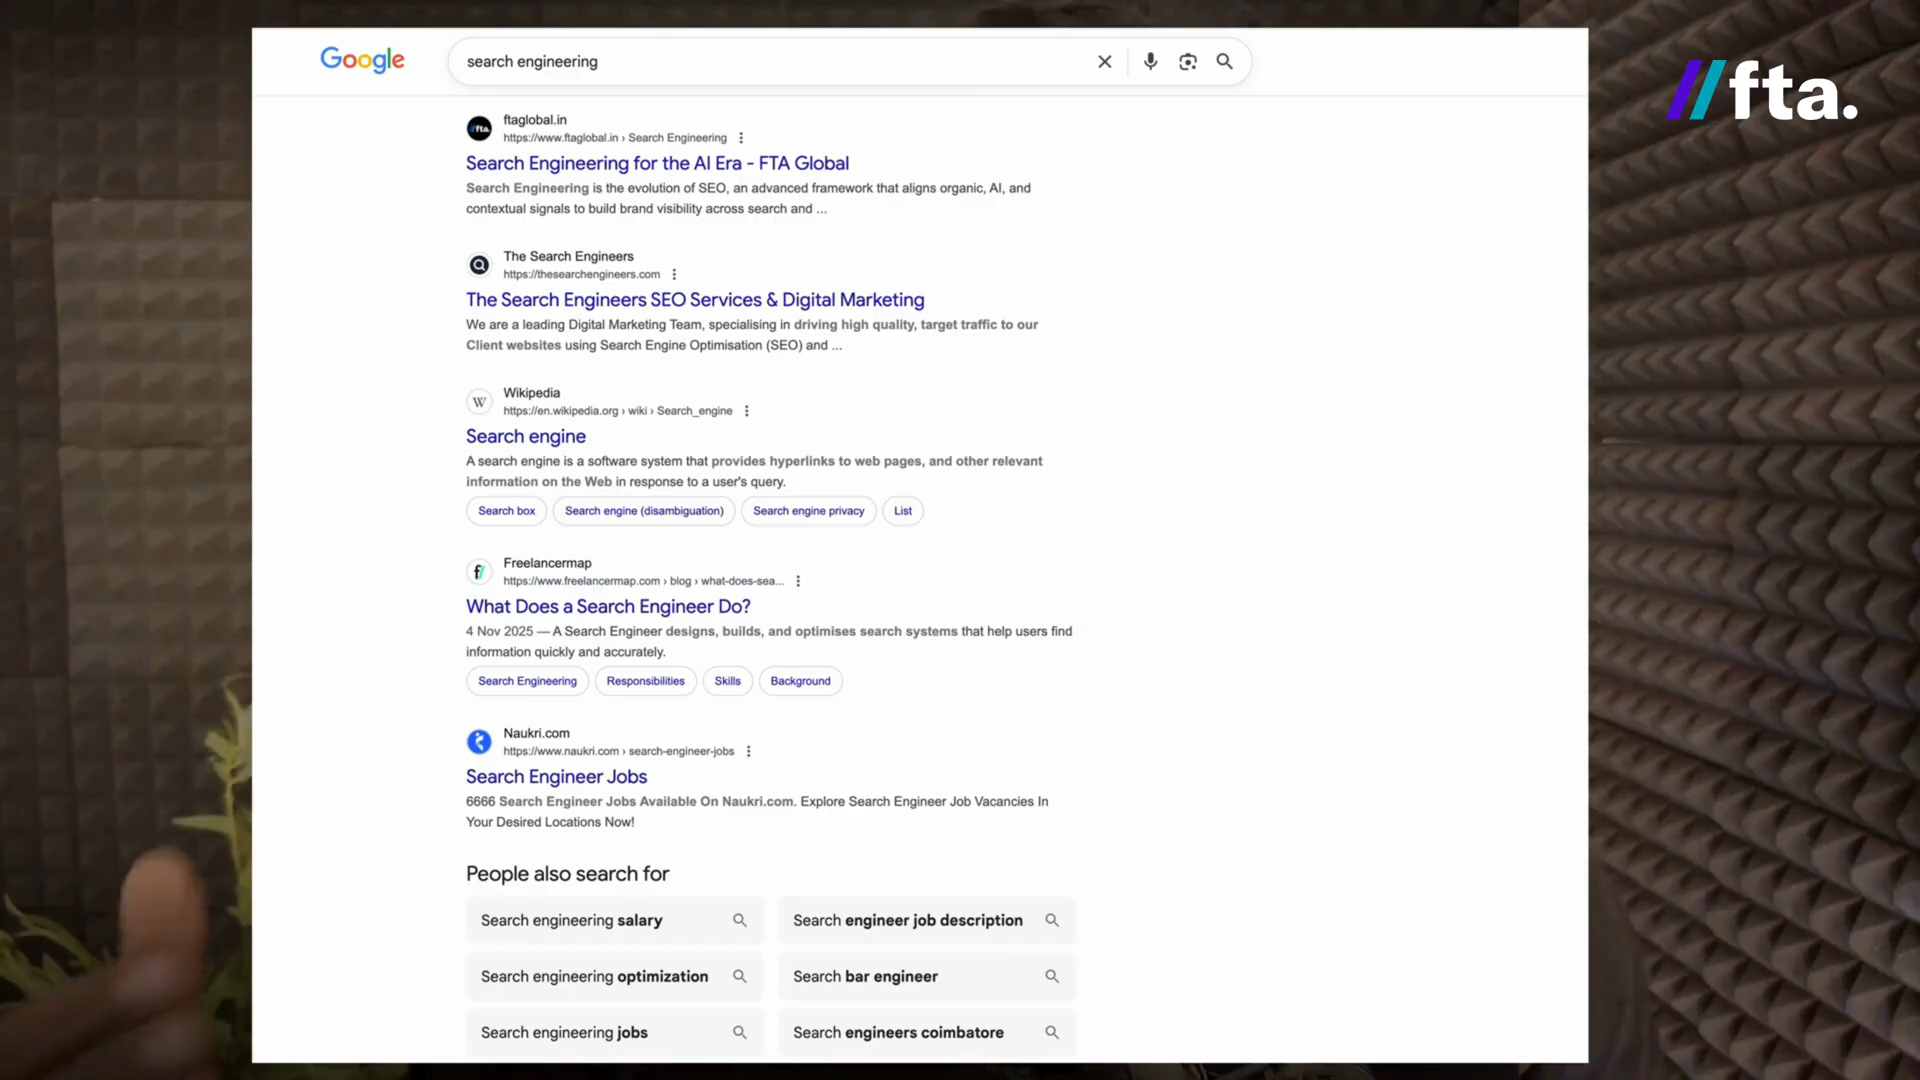 Google
search engineering
//fta.
//fta.
ftaglobal.in
https://www.ftaglobal.in › Search Engineering
Search Engineering for the AI Era - FTA Global
Search Engineering is the evolution of SEO, an advanced framework that aligns organic, AI, and
contextual signals to build brand visibility across search and ...
The Search Engineers
https://thesearchengineers.com
The Search Engineers SEO Services & Digital Marketing
We are a leading Digital Marketing Team, specialising in driving high quality, target traffic to our
Client websites using Search Engine Optimisation (SEO) and ...
W
Wikipedia
https://en.wikipedia.org › wiki › Search_engine
Search engine
A search engine is a software system that provides hyperlinks to web pages, and other relevant
information on the Web in response to a user's query.
Search box
Search engine (disambiguation)
Search engine privacy
List
f/
Freelancermap
https://www.freelancermap.com › blog › what-does-sea...
What Does a Search Engineer Do?
4 Nov 2025 — A Search Engineer designs, builds, and optimises search systems that help users find
information quickly and accurately.
Search Engineering
Responsibilities
Skills
Background
Naukri.com
https://www.naukri.com › search-engineer-jobs
Search Engineer Jobs
6666 Search Engineer Jobs Available On Naukri.com. Explore Search Engineer Job Vacancies In
Your Desired Locations Now!
People also search for
Search engineering salary
Search engineer job description
Search engineering optimization
Search bar engineer
Search engineering jobs
Search engineers coimbatore